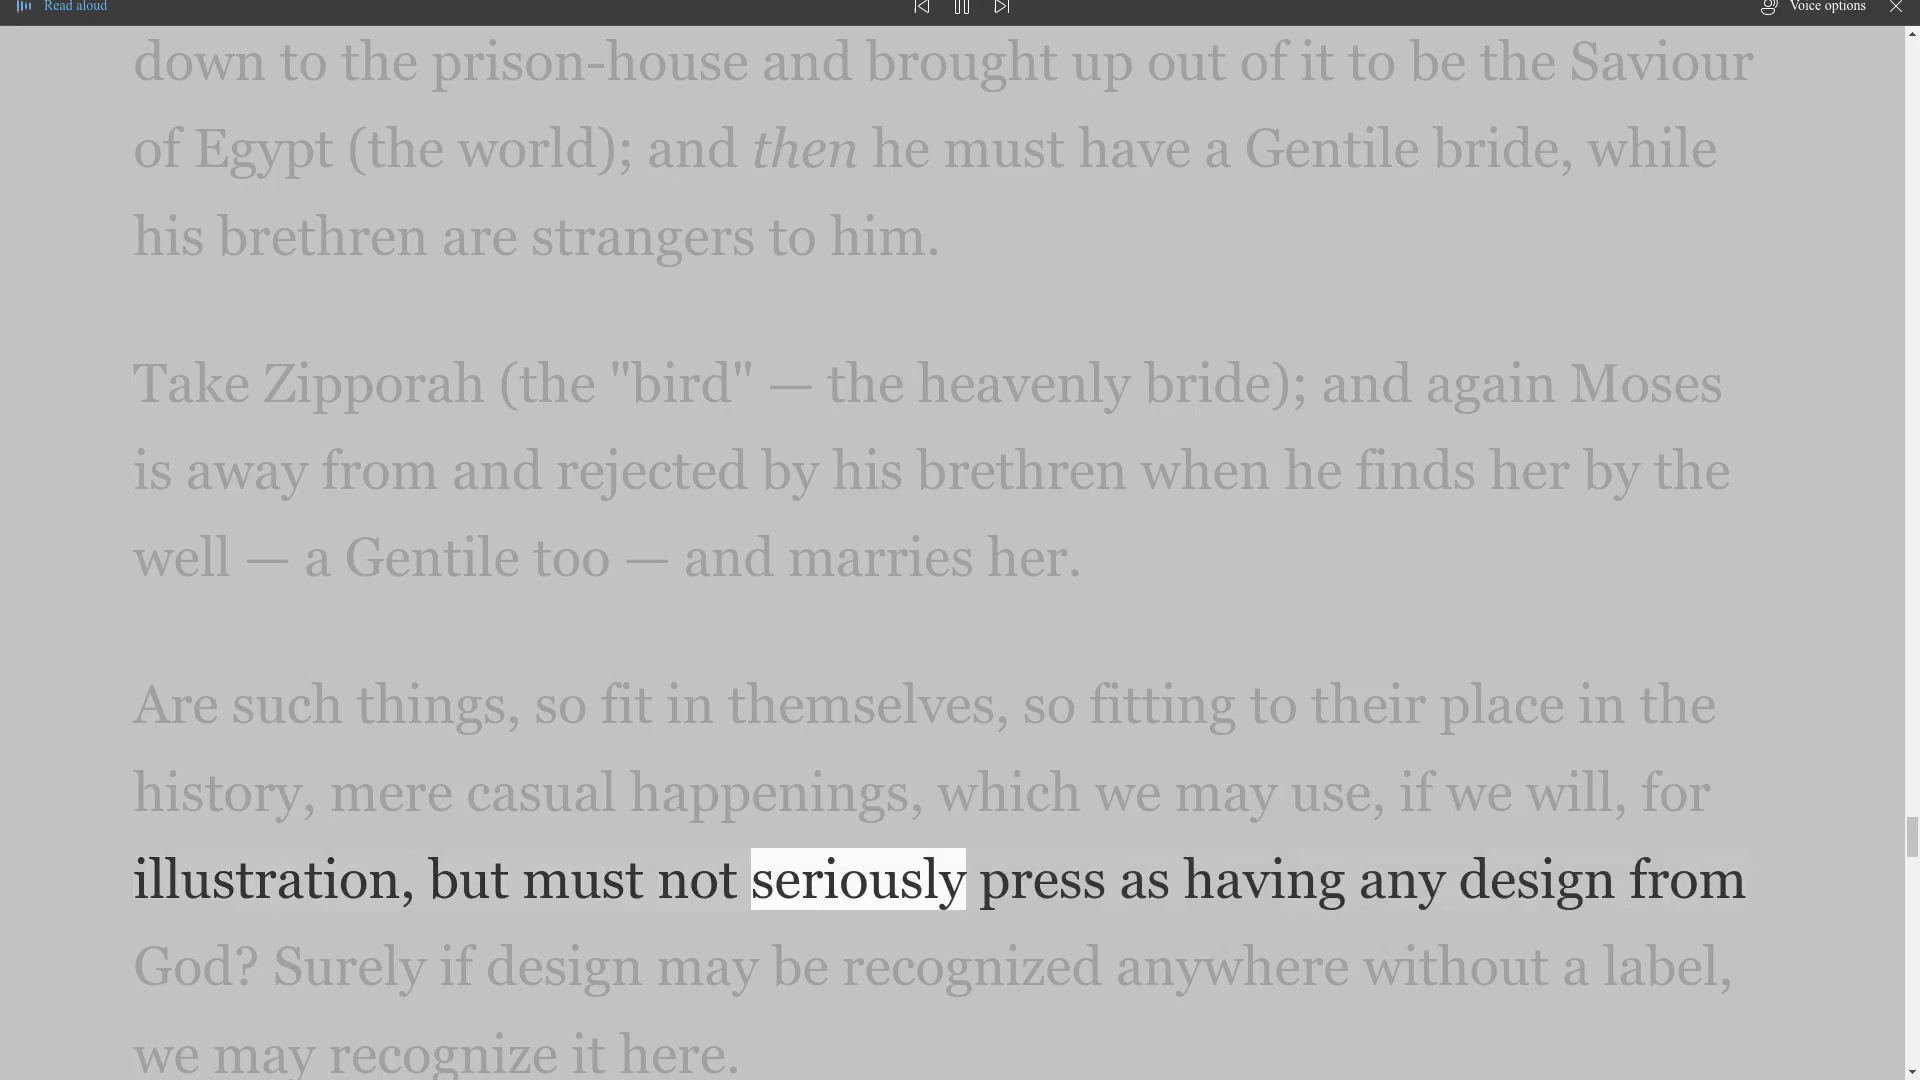 Read aloud
Voice options
down to the prison-house and brought up out of it to be the Saviour
of Egypt (the world); and then he must have a Gentile bride, while
his brethren are strangers to him.
Take Zipporah (the "bird" — the heavenly bride); and again Moses
is away from and rejected by his brethren when he finds her by the
well — a Gentile too — and marries her.
Are such things, so fit in themselves, so fitting to their place in the
history, mere casual happenings, which we may use, if we will, for
illustration, but must not seriously press as having any design from
God? Surely if design may be recognized anywhere without a label,
we may recognize it here.